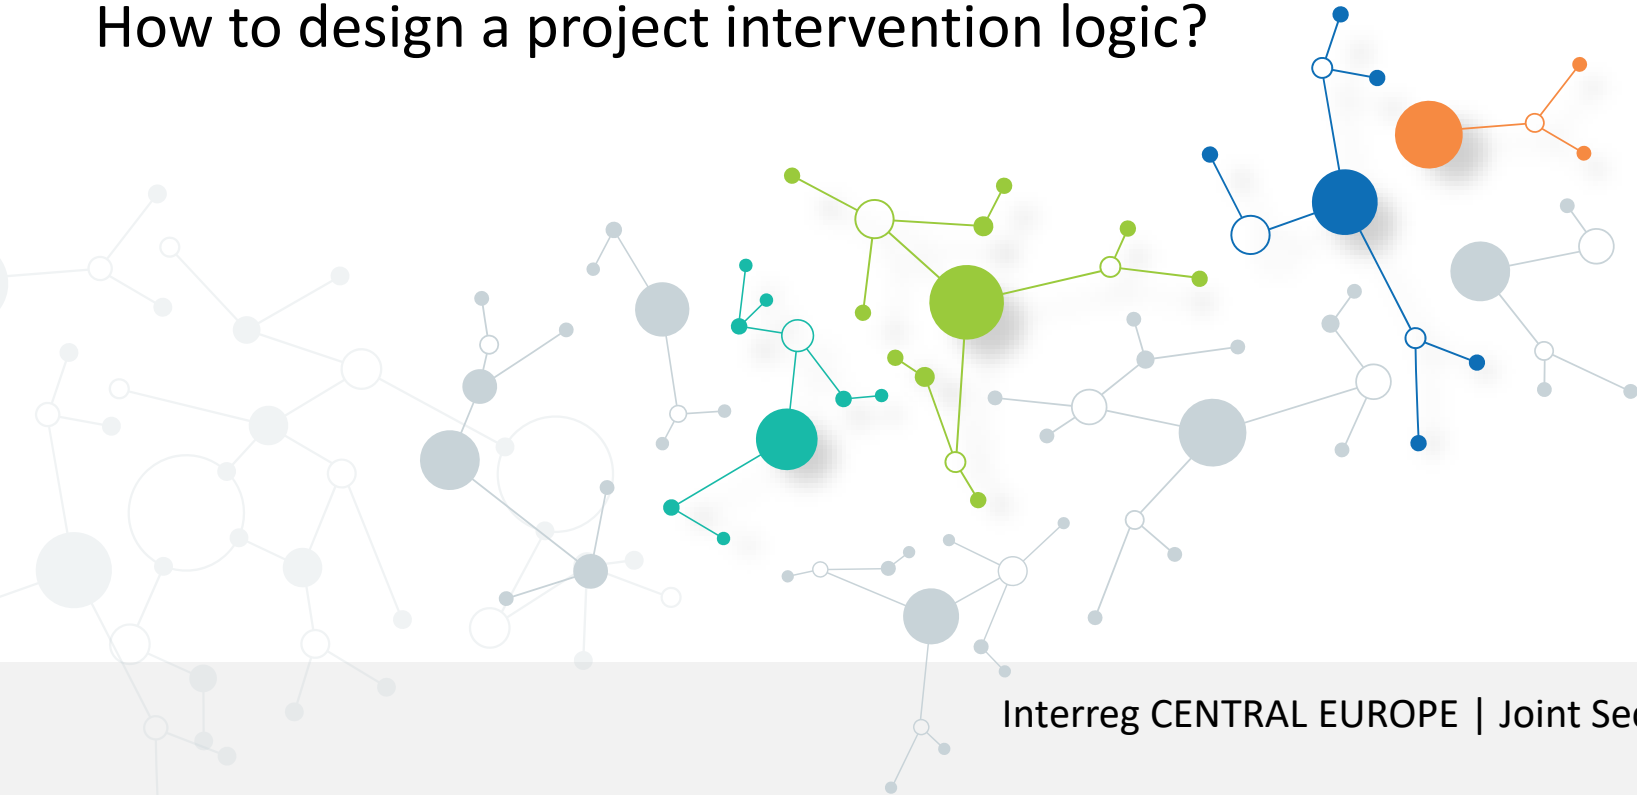 How to design a project intervention logic?
Interreg CENTRAL EUROPE | Joint